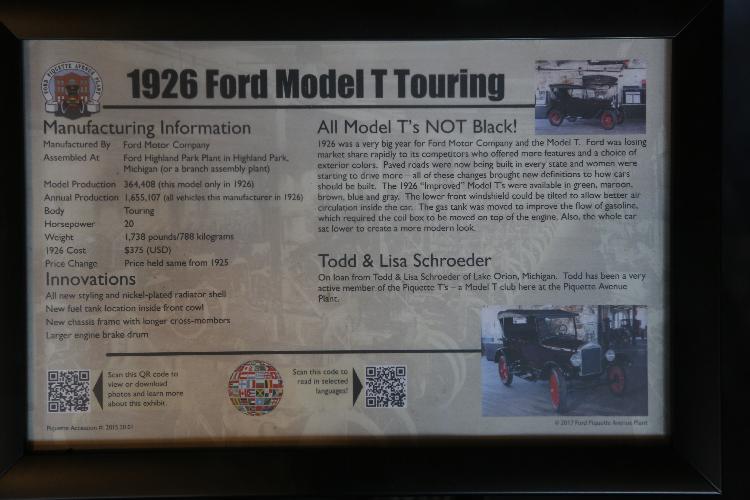 FORD PIQUETTE AVENUE PLANT
1926 Ford Model T Touring
Manufacturing Information
Manufactured By Ford Motor Company
Assembled At Ford Highland Park Plant in Highland Park,
Michigan (or a branch assembly plant)
Model Production 364,408 (this model only in 1926)
Annual Production 1,655,107 (all vehicles this manufacturer in 1926)
Body Touring
Horsepower 20
Weight 1,738 pounds/788 kilograms
1926 Cost $375 (USD)
Price Change Price held same from 1925
Innovations
All new styling and nickel-plated radiator shell
New fuel tank location inside front cowl
New chassis frame with longer cross-members
Larger engine brake drum
All Model T's NOT Black!
1926 was a very big year for Ford Motor Company and the Model T. Ford was losing
market share rapidly to its competitors who offered more features and a choice of
exterior colors. Paved roads were now being built in every state and women were
starting to drive more – all of these changes brought new definitions to how cars
should be built. The 1926 "Improved" Model T's were available in green, maroon,
brown, blue and gray. The lower front windshield could be tilted to allow better air
circulation inside the car. The gas tank was moved to improve the flow of gasoline,
which required the coil box to be moved on top of the engine. Also, the whole car
sat lower to create a more modern look.
Todd & Lisa Schroeder
On loan from Todd & Lisa Schroeder of Lake Orion, Michigan. Todd has been a very
active member of the Piquette T's – a Model T club here at the Piquette Avenue
Plant.
Scan this QR code to
view or download
photos and learn more
about this exhibit.
Scan this code to
read in selected
languages!
Piquette Accession #: 2015.20.01
© 2017 Ford Piquette Avenue Plant